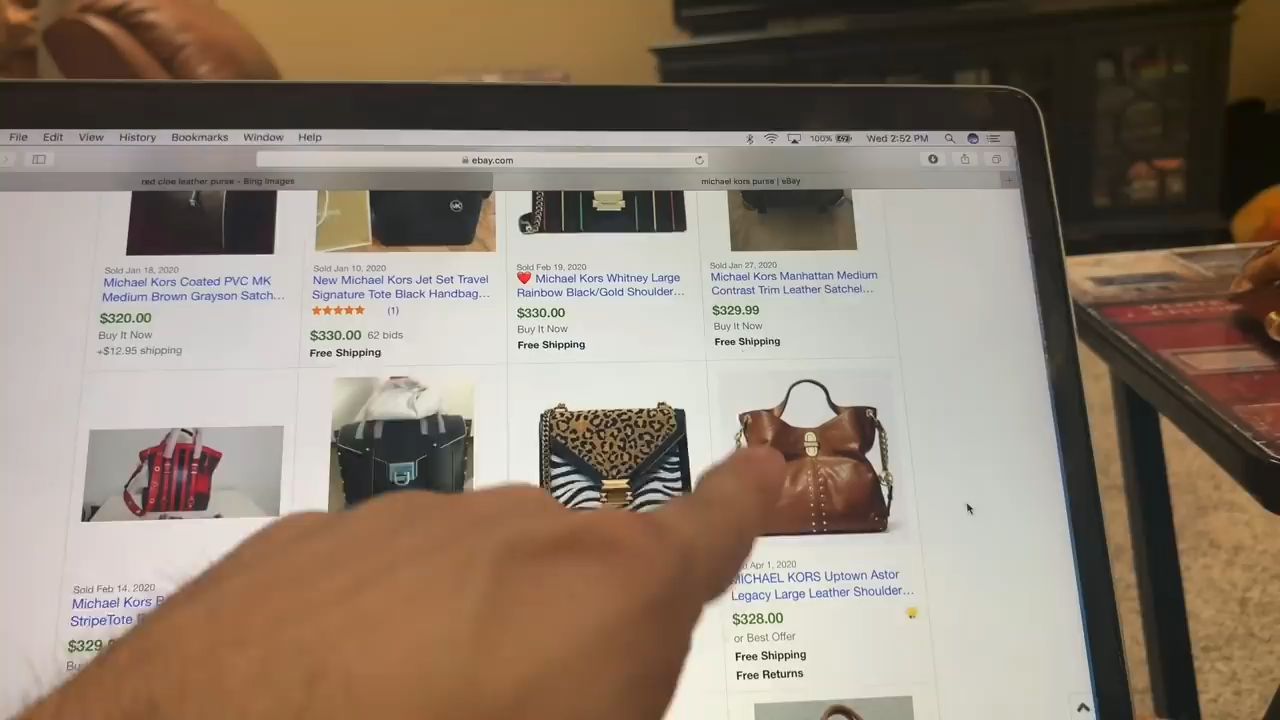 File Edit View History Bookmarks Window Help
100% Wed 2:52 PM
ebay.com
red cloe leather purse - Bing images
michael kors purse | eBay
MK
Sold Jan 18, 2020
Michael Kors Coated PVC MK
Medium Brown Grayson Satch...
$320.00
Buy It Now
+$12.95 shipping
Sold Jan 10, 2020
New Michael Kors Jet Set Travel
Signature Tote Black Handbag...
(1)
$330.00 62 bids
Free Shipping
Sold Feb 19, 2020
❤️ Michael Kors Whitney Large
Rainbow Black/Gold Shoulder...
$330.00
Buy It Now
Free Shipping
Sold Jan 27, 2020
Michael Kors Manhattan Medium
Contrast Trim Leather Satchel...
$329.99
Buy It Now
Free Shipping
Sold Feb 14, 2020
Michael Kors
StripeTote
$329
Apr 1, 2020
MICHAEL KORS Uptown Astor
Legacy Large Leather Shoulder...
$328.00
or Best Offer
Free Shipping
Free Returns